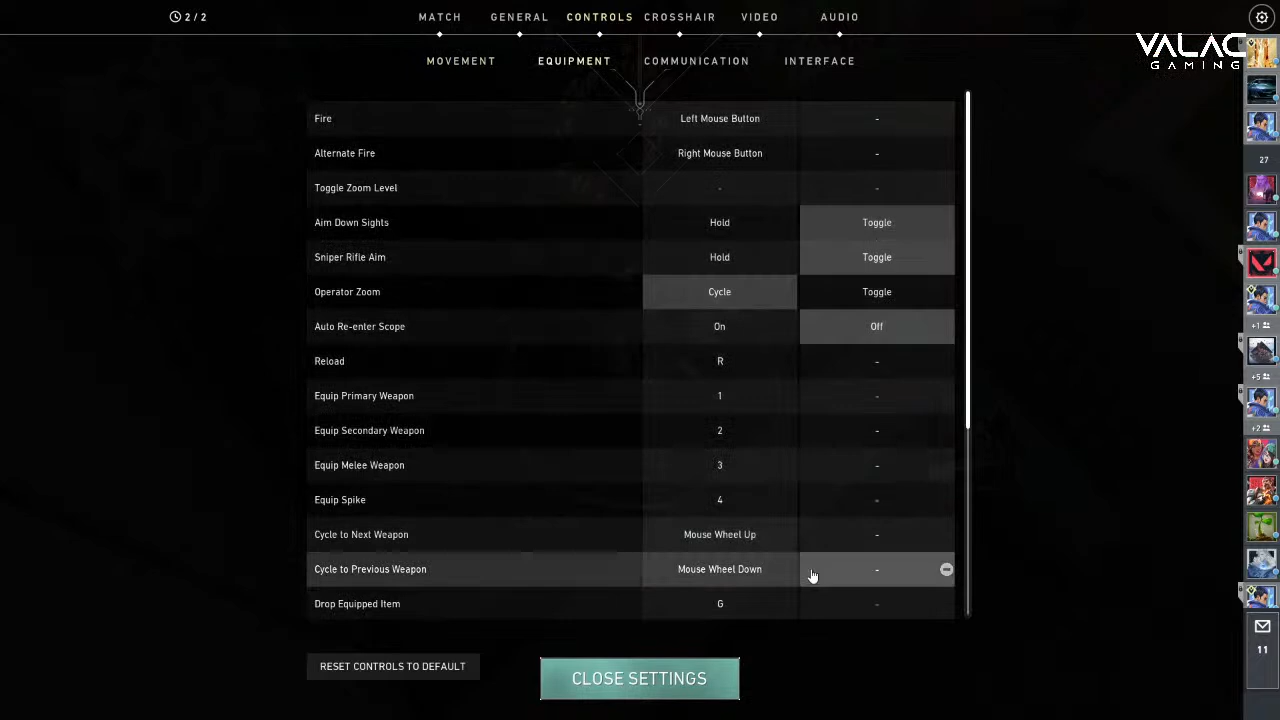 2 / 2
MATCH GENERAL CONTROLS CROSSHAIR VIDEO AUDIO
VALAC
GAMING
MOVEMENT EQUIPMENT COMMUNICATION INTERFACE
Fire Left Mouse Button -
Alternate Fire Right Mouse Button -
27
Toggle Zoom Level - -
Aim Down Sights Hold Toggle
Sniper Rifle Aim Hold Toggle
Operator Zoom Cycle Toggle
Auto Re-enter Scope On Off
+1
Reload R -
+5
Equip Primary Weapon 1 -
Equip Secondary Weapon 2 -
+2
Equip Melee Weapon 3 -
Equip Spike 4 -
Cycle to Next Weapon Mouse Wheel Up -
Cycle to Previous Weapon Mouse Wheel Down -
Drop Equipped Item G -
11
RESET CONTROLS TO DEFAULT
CLOSE SETTINGS